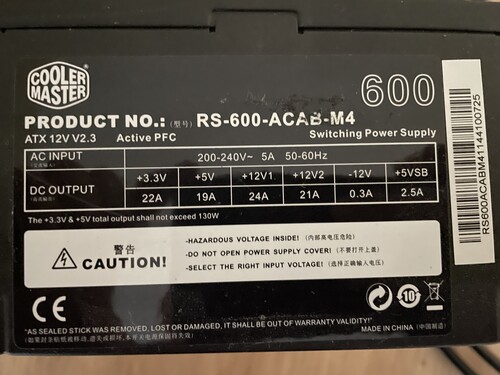 COOLER
MASTER
600
PRODUCT NO.: (型号) RS-600-ACAB-M4
ATX 12V V2.3 Active PFC Switching Power Supply
AC INPUT 200-240V~ 5A 50-60Hz
DC OUTPUT +3.3V +5V +12V1 +12V2 -12V +5VSB
22A 19A 24A 21A 0.3A 2.5A
The +3.3V & +5V total output shall not exceed 130W
警告
CAUTION!
-HAZARDOUS VOLTAGE INSIDE! (内部高电压危险)
-DO NOT OPEN POWER SUPPLY COVER! (不要打开上盖)
-SELECT THE RIGHT INPUT VOLTAGE! (选择正确输入电压)
CE
10
"AS SEALED STICK WAS REMOVED, LOST OR DAMAGED, IT SHALL BE OUT OF WARRANTY VALIDITY!"
MADE IN CHINA (中国制造)
RS600ACABM41144100725